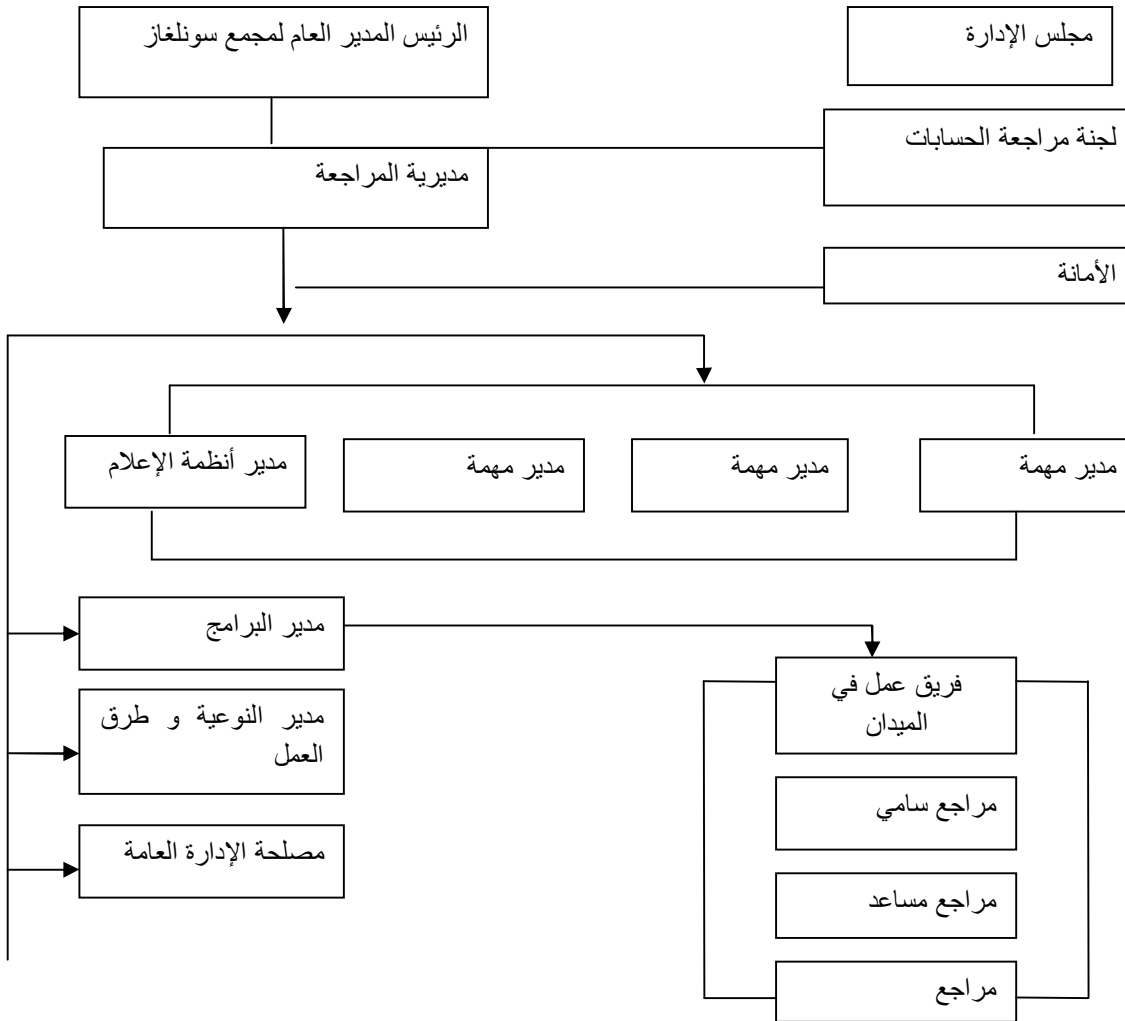 مجلس الإدارة
الرئيس المدير العام لمجمع سونلغاز
لجنة مراجعة الحسابات
مديرية المراجعة
الأمانة
مدير مهمة
مدير مهمة
مدير مهمة
مدير أنظمة الإعلام
مدير البرامج
فريق عمل في
الميدان
مدير النوعية و طرق
العمل
مراجع سامي
مصلحة الإدارة العامة
مراجع مساعد
مراجع